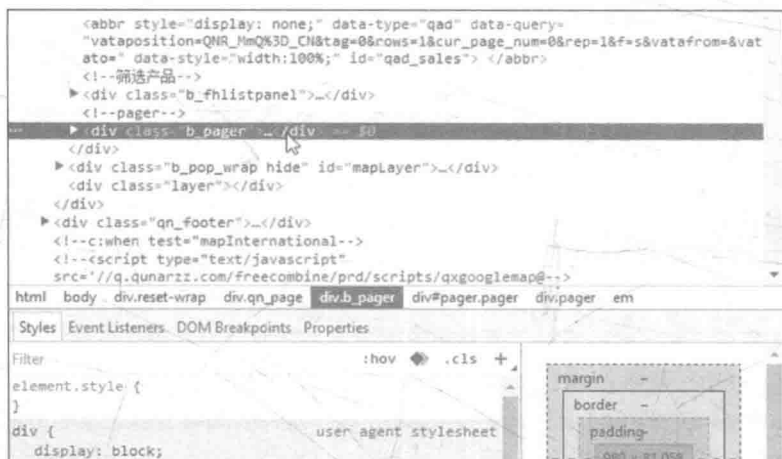 <abbr style="display: none;" data-type="qad" data-query=
"vataposition=QNR_MmQ%3D_CN&tag=0&rows=1&cur_page_num=0&rep=1&f=s&vatafrom=&vat
ato=" data-style="width:100%;" id="qad_sales"> </abbr>
<!--筛选产品-->
▶<div class="b_fhlistpanel">…</div>
<!--pager-->
… ▶<div class="b_pager">…</div> == $0
</div>
▶<div class="b_pop_wrap hide" id="mapLayer">…</div>
<div class="layer"></div>
</div>
▶<div class="qn_footer">…</div>
<!--c:when test="mapInternational-->
<!--<script type="text/javascript"
src='//q.qunarzz.com/freecombine/prd/scripts/qxgooglemap@-->
html body div.reset-wrap div.qn_page div.b_pager div#pager.pager div.pager em
Styles Event Listeners DOM Breakpoints Properties
Filter :hov .cls +
element.style {
}
div { user agent stylesheet
display: block;
margin -
border -
padding-
980 × 31.058